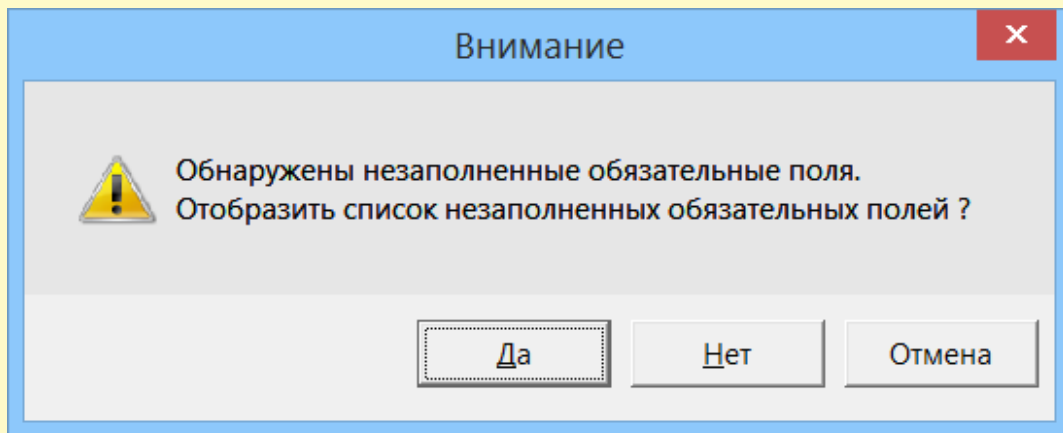 Внимание
Обнаружены незаполненные обязательные поля.
Отобразить список незаполненных обязательных полей ?
Да
Нет
Отмена